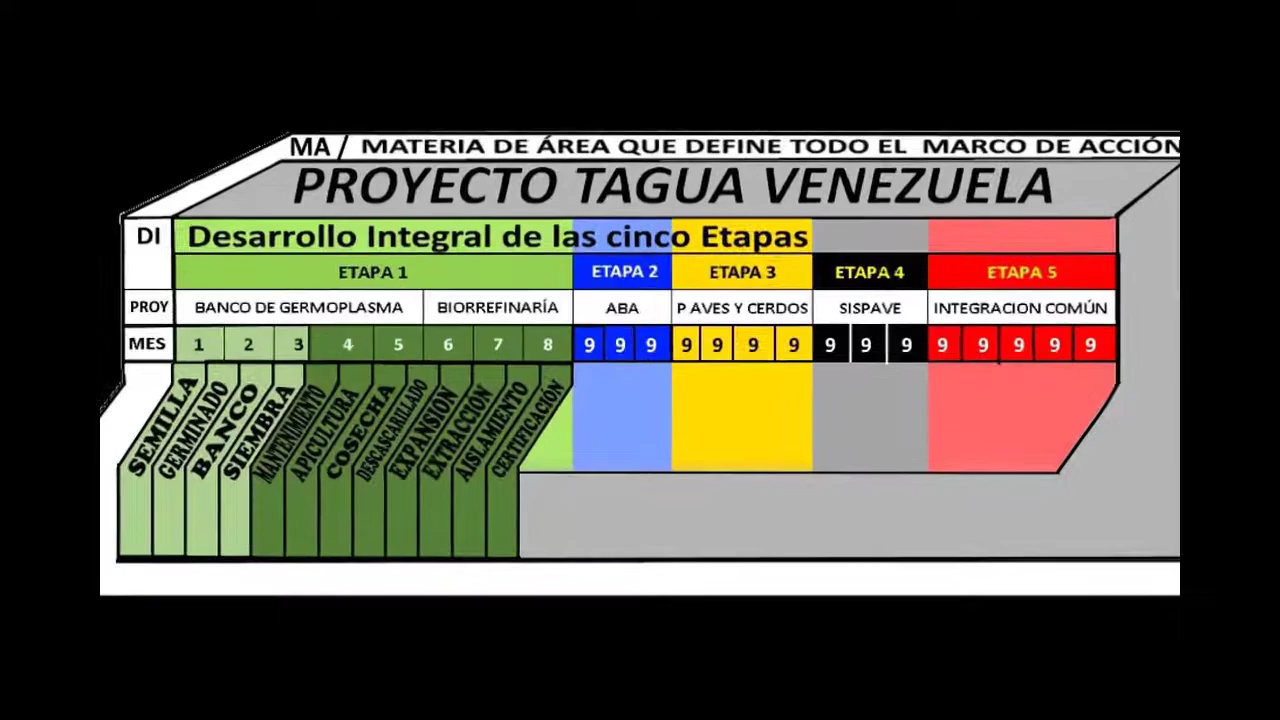 MA / MATERIA DE ÁREA QUE DEFINE TODO EL MARCO DE ACCIÓN
PROYECTO TAGUA VENEZUELA
DI Desarrollo Integral de las cinco Etapas
ETAPA 1 ETAPA 2 ETAPA 3 ETAPA 4 ETAPA 5
PROY BANCO DE GERMOPLASMA BIORREFINARÍA ABA P AVES Y CERDOS SISPAVE INTEGRACION COMÚN
MES 1 2 3 4 5 6 7 8 9 9 9 9 9 9 9 9 9 9 9 9 9 9 9
SEMILLA
GERMINADO
BANCO
SIEMBRA
MANTENIMIENTO
APICULTURA
COSECHA
DESCASCARILLADO
EXPANSIÓN
EXTRACCIÓN
AISLAMIENTO
CERTIFICACIÓN